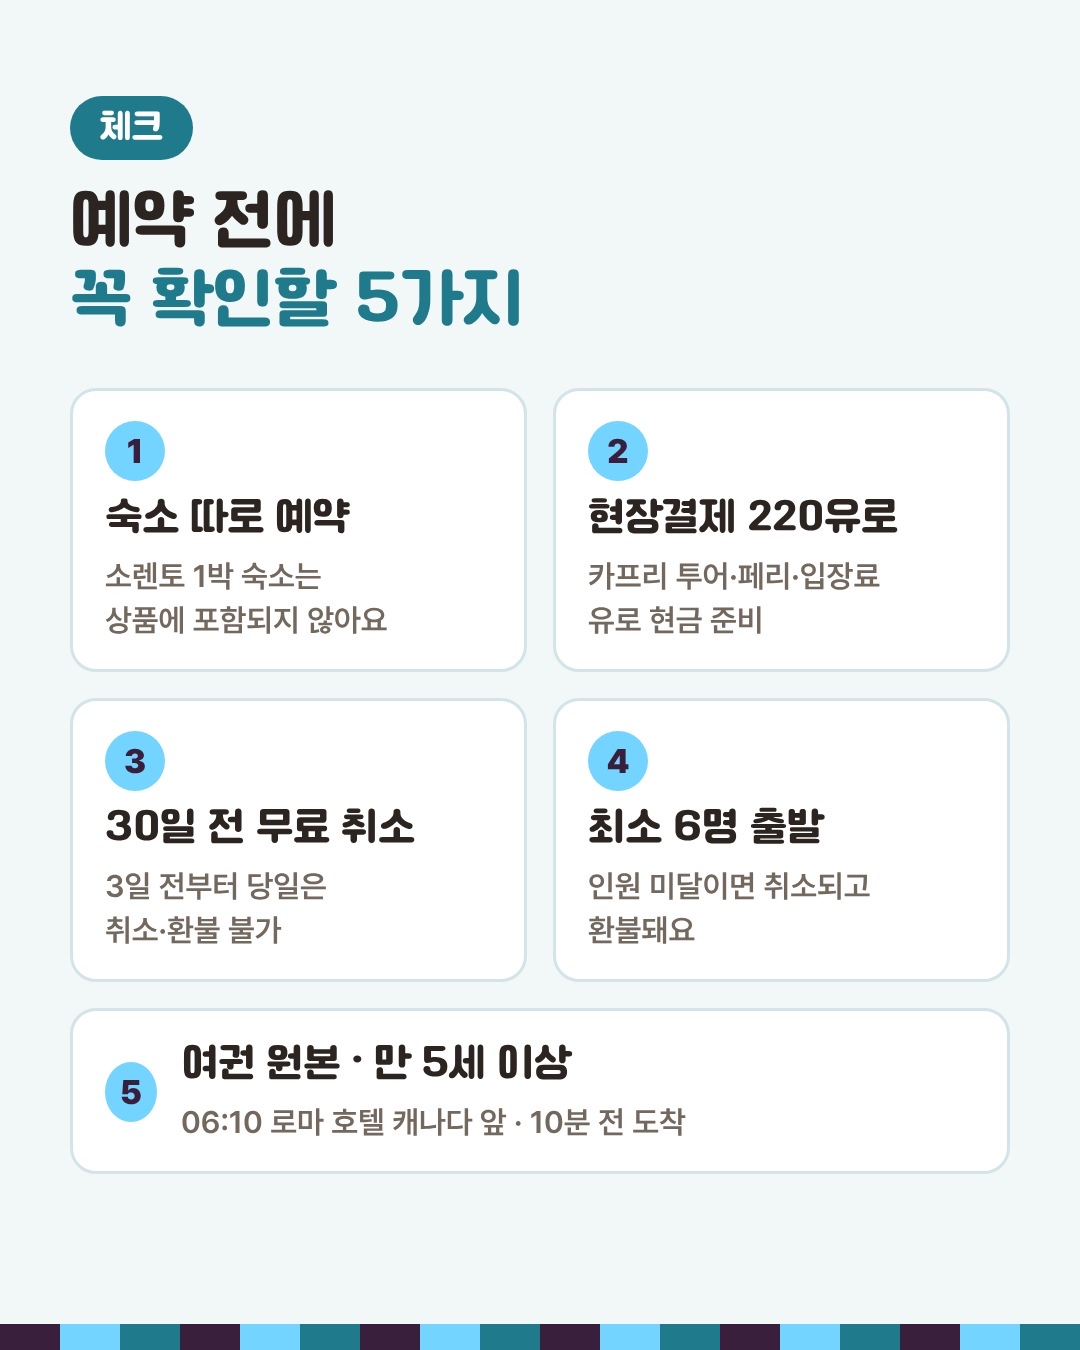 체크
예약 전에
꼭 확인할 5가지
1
숙소 따로 예약
소렌토 1박 숙소는
상품에 포함되지 않아요
2
현장결제 220유로
카프리 투어·페리·입장료
유로 현금 준비
3
30일 전 무료 취소
3일 전부터 당일은
취소·환불 불가
4
최소 6명 출발
인원 미달이면 취소되고
환불돼요
5
여권 원본 · 만 5세 이상
06:10 로마 호텔 캐나다 앞 · 10분 전 도착